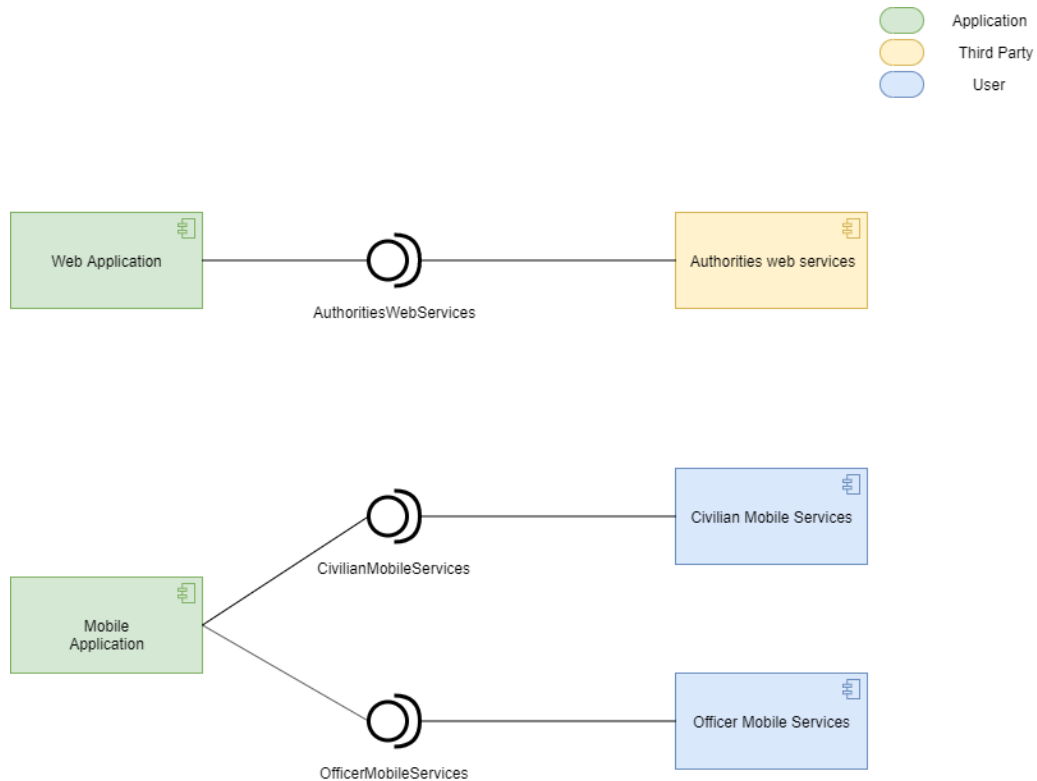 Application
Third Party
User
Web Application
AuthoritiesWebServices
Authorities web services
CivilianMobileServices
Civilian Mobile Services
Mobile
Application
OfficerMobileServices
Officer Mobile Services